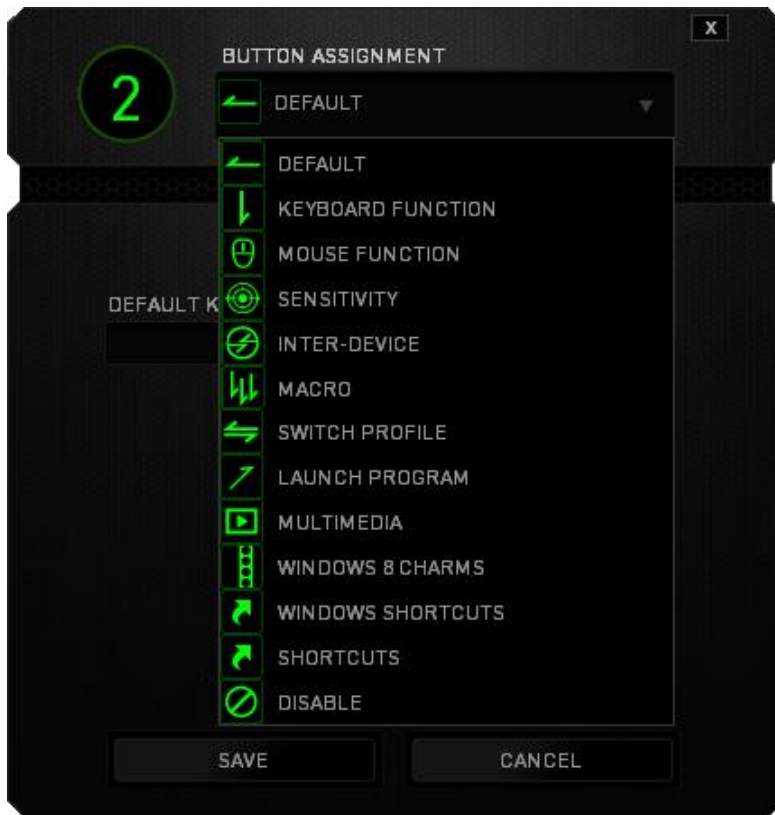 X
BUTTON ASSIGNMENT
2
DEFAULT
DEFAULT
KEYBOARD FUNCTION
MOUSE FUNCTION
DEFAULT K
SENSITIVITY
INTER-DEVICE
MACRO
SWITCH PROFILE
LAUNCH PROGRAM
MULTIMEDIA
WINDOWS 8 CHARMS
WINDOWS SHORTCUTS
SHORTCUTS
DISABLE
SAVE
CANCEL